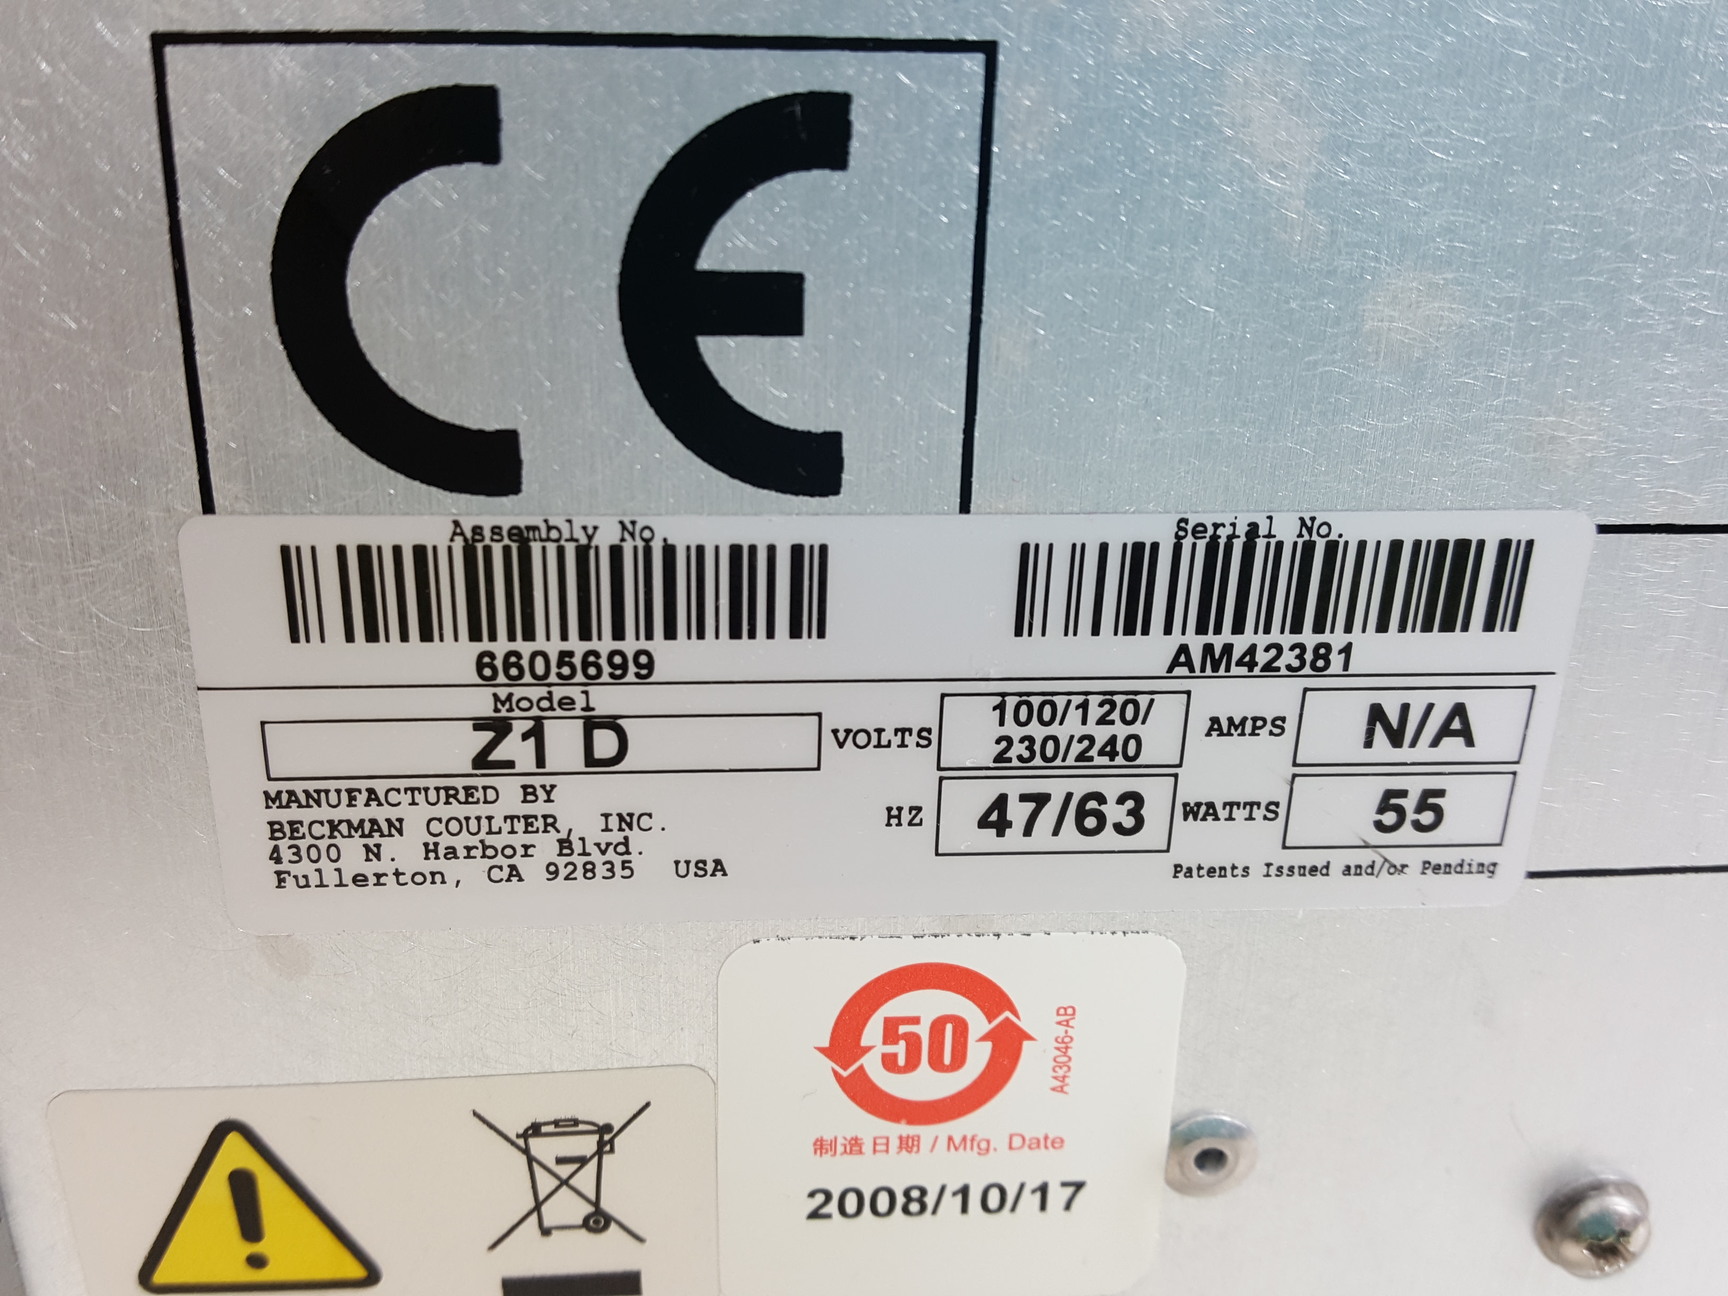 CE
Assembly No.
Serial No.
6605699
AM42381
Model
Z1 D
VOLTS
100/120/
230/240
AMPS
N/A
HZ
47/63
WATTS
55
MANUFACTURED BY
BECKMAN COULTER, INC.
4300 N. Harbor Blvd.
Fullerton, CA 92835 USA
Patents Issued and/or Pending
50
A43046-AB
制造日期 / Mfg. Date
2008/10/17